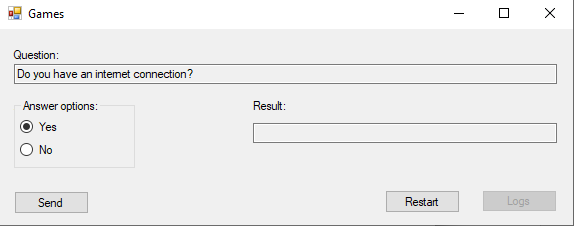 Games
Question:
Do you have an internet connection?
Answer options:
Yes
No
Result:
Send
Restart
Logs